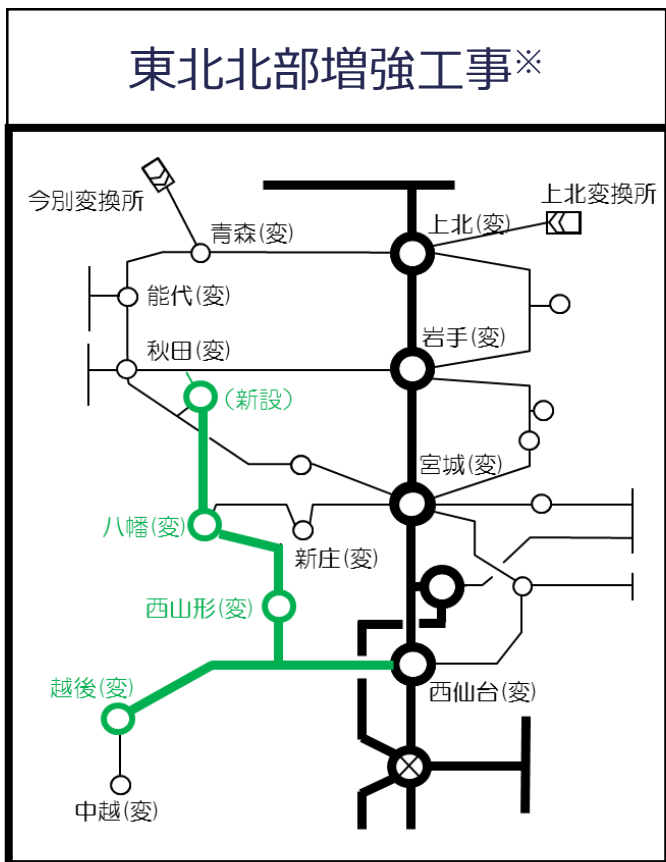 東北北部増強工事※
今別変換所
上北変換所
青森(変)
上北(変)
能代(変)
岩手(変)
秋田(変)
（新設）
宮城(変)
八幡(変)
新庄(変)
西山形(変)
越後(変)
西仙台(変)
中越(変)